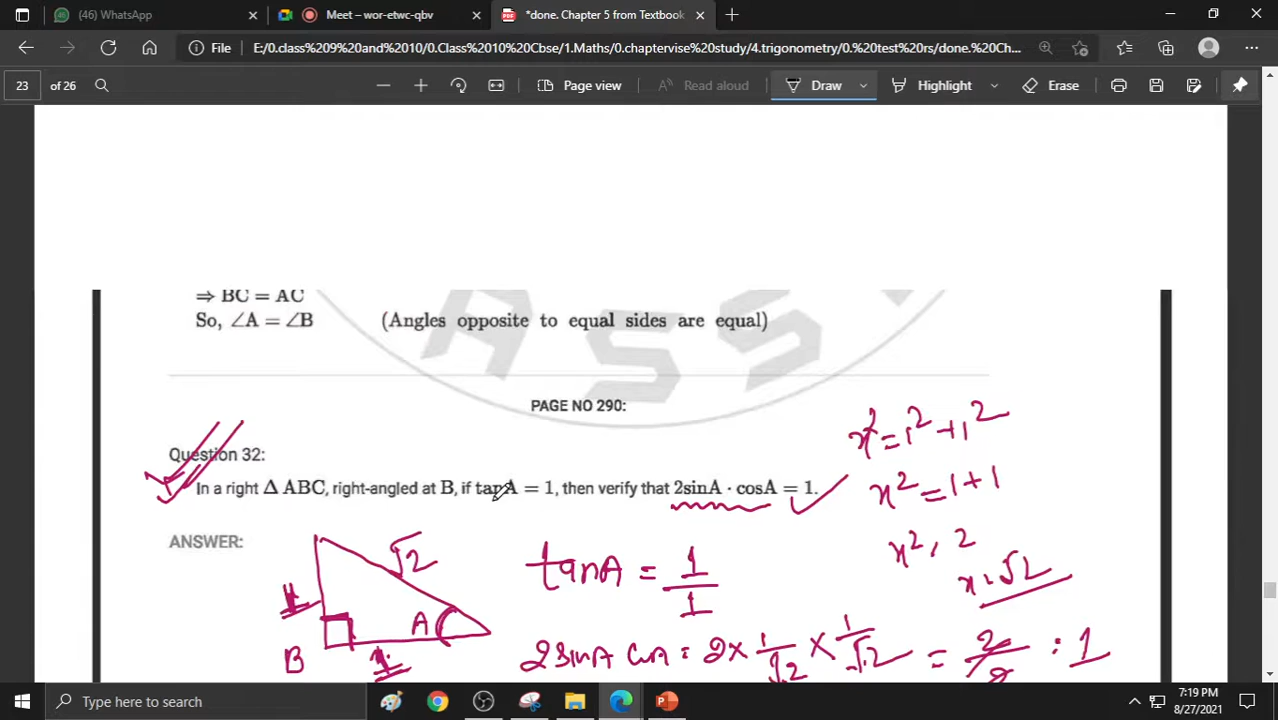 (46) WhatsApp
Meet – wor-etwc-qbv
*done. Chapter 5 from Textbook
File
E:/0.class%209%20and%2010/0.Class%2010%20Cbse/1.Maths/0.chaptervise%20study/4.trigonometry/0.%20test%20rs/done.%20Ch...
23 of 26
Page view
Read aloud
Draw
Highlight
Erase
⇒ BC = AC
So, ∠A = ∠B (Angles opposite to equal sides are equal)
PAGE NO 290:
x² = 1² + 1²
Question 32:
In a right Δ ABC, right-angled at B, if tanA = 1, then verify that 2sinA · cosA = 1.
x² = 1 + 1
ANSWER:
x² = 2
√2
tanA = 1/1
x = √2
1
A
B
1
2 sinA cosA = 2 × 1/√2 × 1/√2 = 2/2 = 1
Type here to search
7:19 PM
8/27/2021